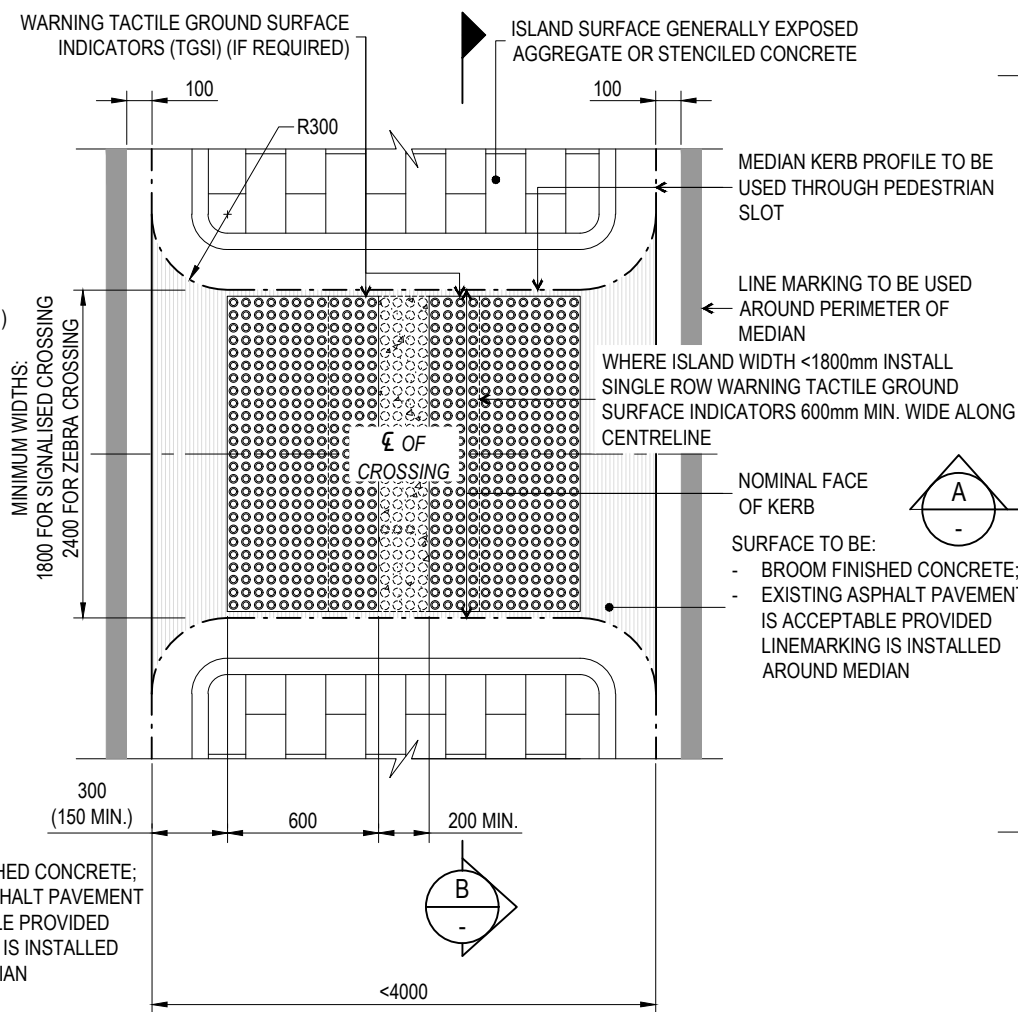 WARNING TACTILE GROUND SURFACE
INDICATORS (TGSI) (IF REQUIRED)
ISLAND SURFACE GENERALLY EXPOSED
AGGREGATE OR STENCILED CONCRETE
100
100
R300
MEDIAN KERB PROFILE TO BE
USED THROUGH PEDESTRIAN
SLOT
LINE MARKING TO BE USED
AROUND PERIMETER OF
MEDIAN
)
MINIMUM WIDTHS:
1800 FOR SIGNALISED CROSSING
2400 FOR ZEBRA CROSSING
WHERE ISLAND WIDTH <1800mm INSTALL
SINGLE ROW WARNING TACTILE GROUND
SURFACE INDICATORS 600mm MIN. WIDE ALONG
CENTRELINE
℄ OF
CROSSING
NOMINAL FACE
OF KERB
A
-
SURFACE TO BE:
- BROOM FINISHED CONCRETE;
- EXISTING ASPHALT PAVEMENT
IS ACCEPTABLE PROVIDED
LINEMARKING IS INSTALLED
AROUND MEDIAN
300
(150 MIN.)
600
200 MIN.
HED CONCRETE;
HALT PAVEMENT
LE PROVIDED
IS INSTALLED
IAN
B
-
<4000